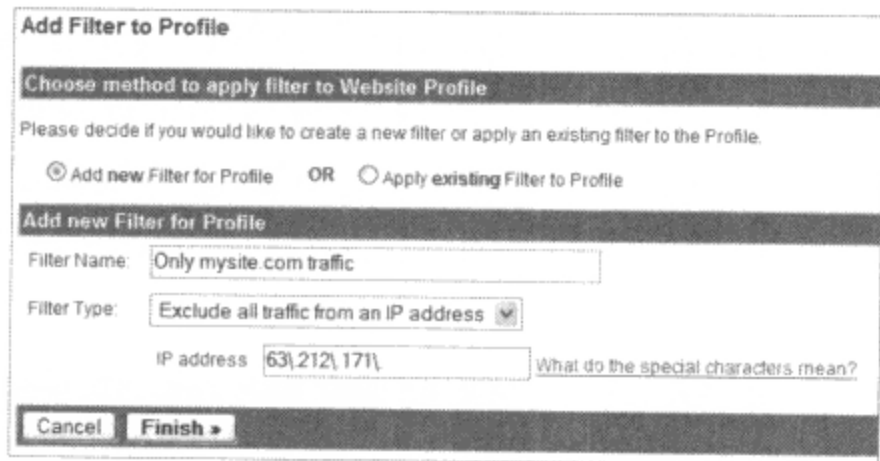 Add Filter to Profile
Choose method to apply filter to Website Profile
Please decide if you would like to create a new filter or apply an existing filter to the Profile.
Add new Filter for Profile OR Apply existing Filter to Profile
Add new Filter for Profile
Filter Name: Only mysite.com traffic
Filter Type: Exclude all traffic from an IP address
IP address 63\.212\.171\. What do the special characters mean?
Cancel Finish »